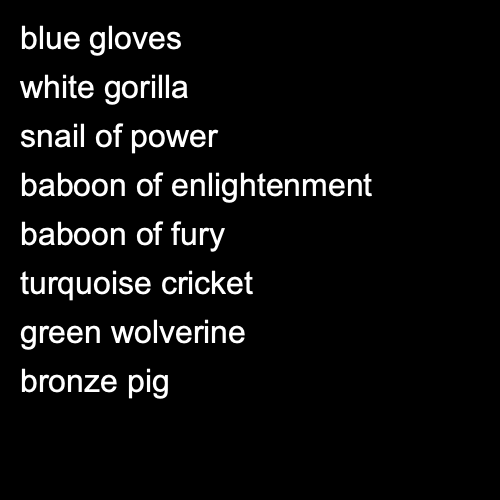 blue gloves
white gorilla
snail of power
baboon of enlightenment
baboon of fury
turquoise cricket
green wolverine
bronze pig